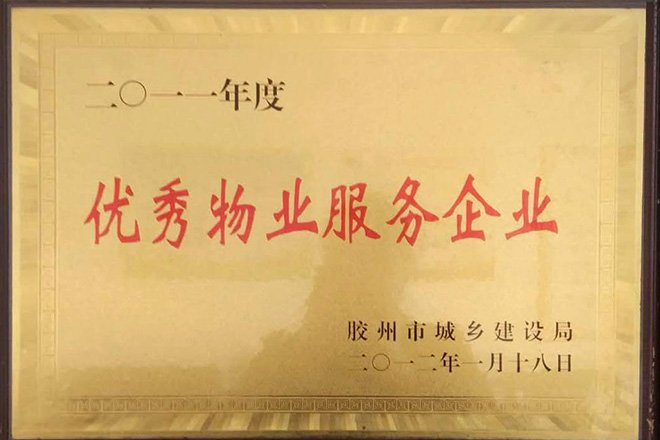 二〇一一年度
优秀物业服务企业
胶州市城乡建设局
二〇一二年一月十八日